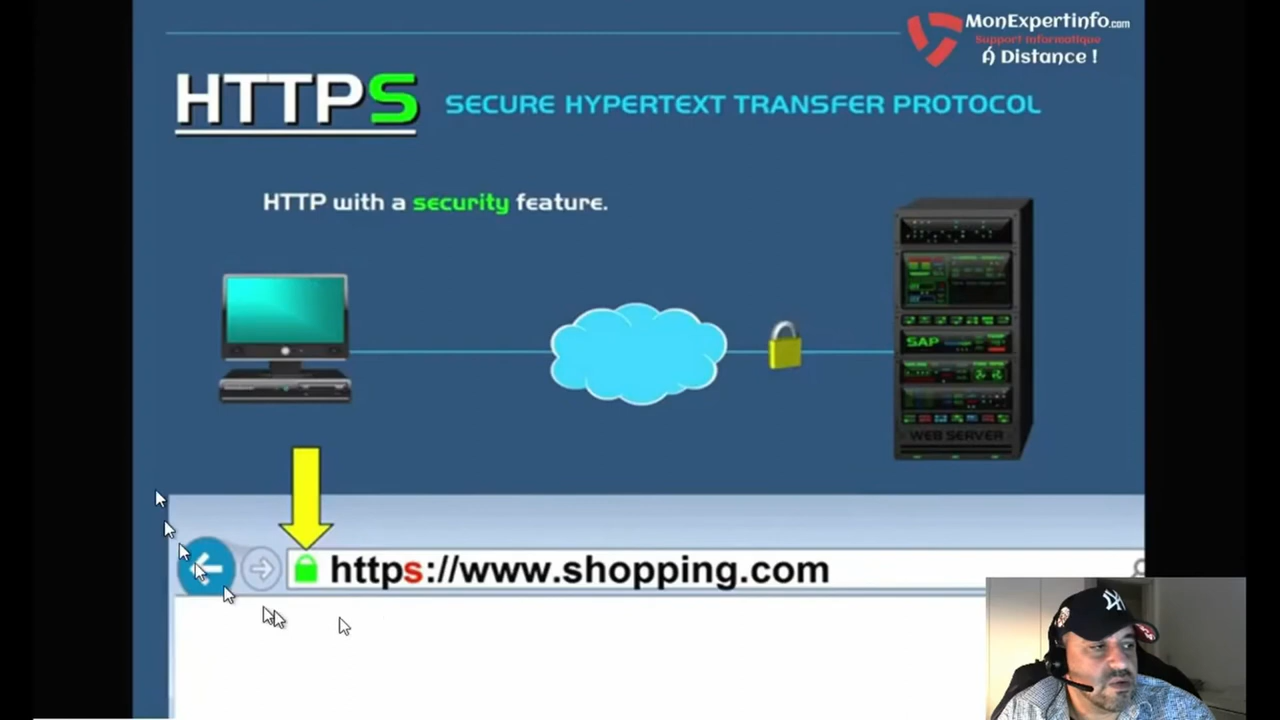 MonExpertinfo.com
Support Informatique
Á Distance !
HTTPS SECURE HYPERTEXT TRANSFER PROTOCOL
HTTP with a security feature.
SAP
WEB SERVER
https://www.shopping.com
NY